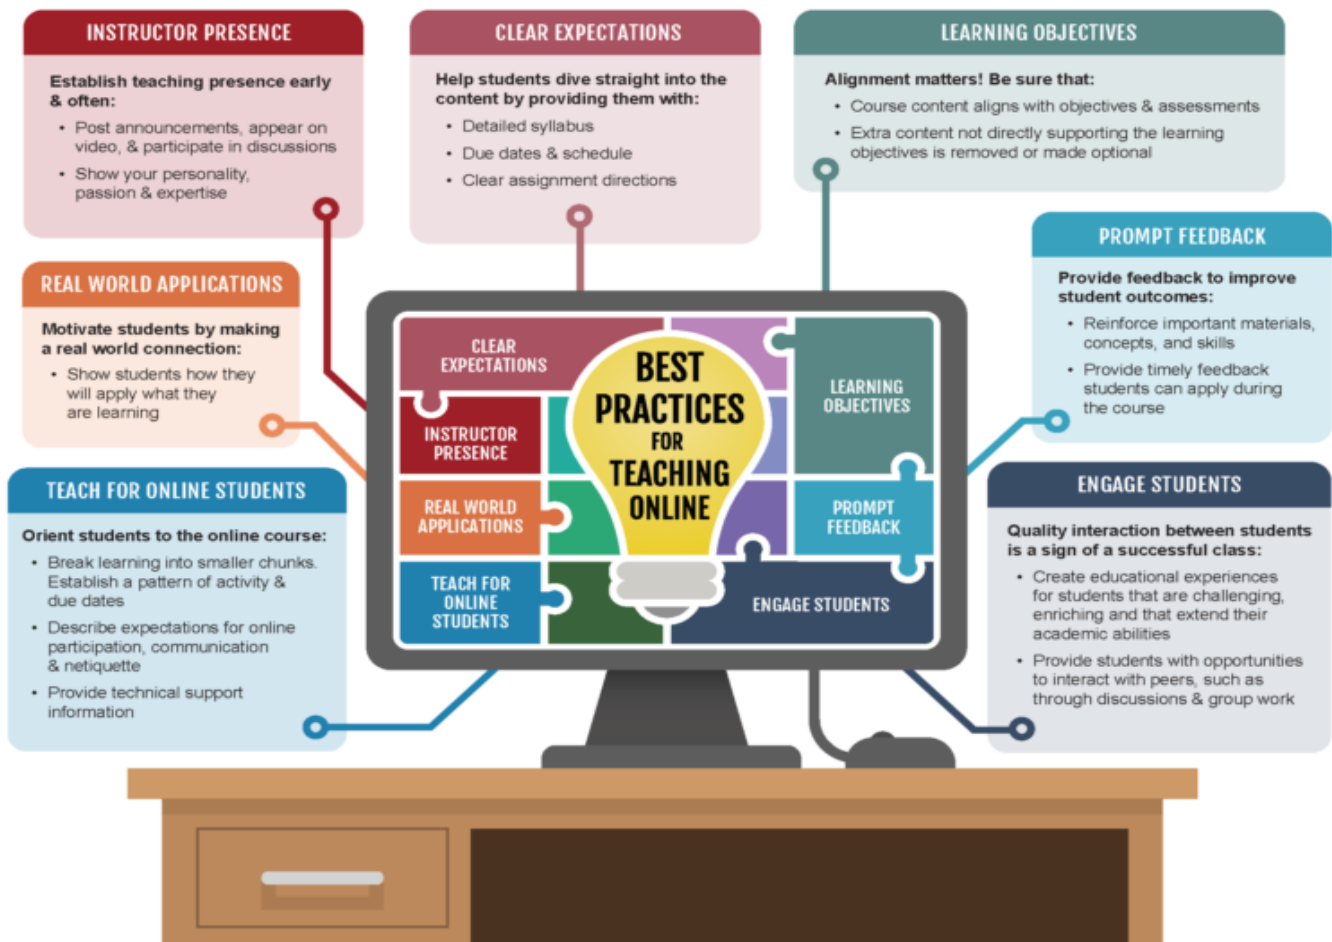 INSTRUCTOR PRESENCE
Establish teaching presence early
& often:
• Post announcements, appear on
video, & participate in discussions
• Show your personality,
passion & expertise
CLEAR EXPECTATIONS
Help students dive straight into the
content by providing them with:
• Detailed syllabus
• Due dates & schedule
• Clear assignment directions
LEARNING OBJECTIVES
Alignment matters! Be sure that:
• Course content aligns with objectives & assessments
• Extra content not directly supporting the learning
objectives is removed or made optional
REAL WORLD APPLICATIONS
Motivate students by making
a real world connection:
• Show students how they
will apply what they
are learning
PROMPT FEEDBACK
Provide feedback to improve
student outcomes:
• Reinforce important materials,
concepts, and skills
• Provide timely feedback
students can apply during
the course
TEACH FOR ONLINE STUDENTS
Orient students to the online course:
• Break learning into smaller chunks.
Establish a pattern of activity &
due dates
• Describe expectations for online
participation, communication
& netiquette
• Provide technical support
information
ENGAGE STUDENTS
Quality interaction between students
is a sign of a successful class:
• Create educational experiences
for students that are challenging,
enriching and that extend their
academic abilities
• Provide students with opportunities
to interact with peers, such as
through discussions & group work
CLEAR
EXPECTATIONS
INSTRUCTOR
PRESENCE
REAL WORLD
APPLICATIONS
TEACH FOR
ONLINE
STUDENTS
BEST
PRACTICES
FOR
TEACHING
ONLINE
LEARNING
OBJECTIVES
PROMPT
FEEDBACK
ENGAGE STUDENTS